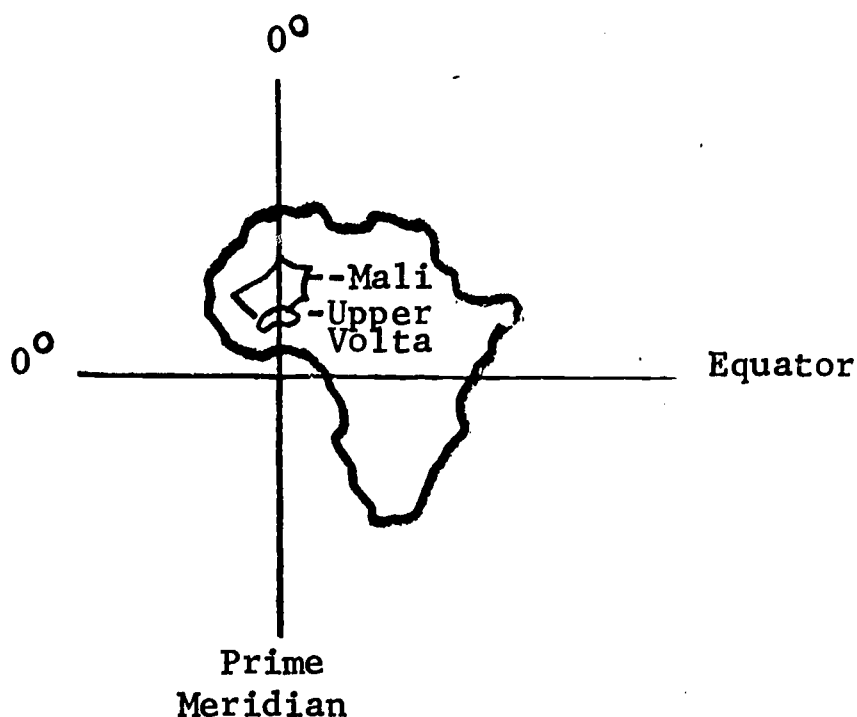 0°
--Mali
-Upper
Volta
0°
Equator
Prime
Meridian